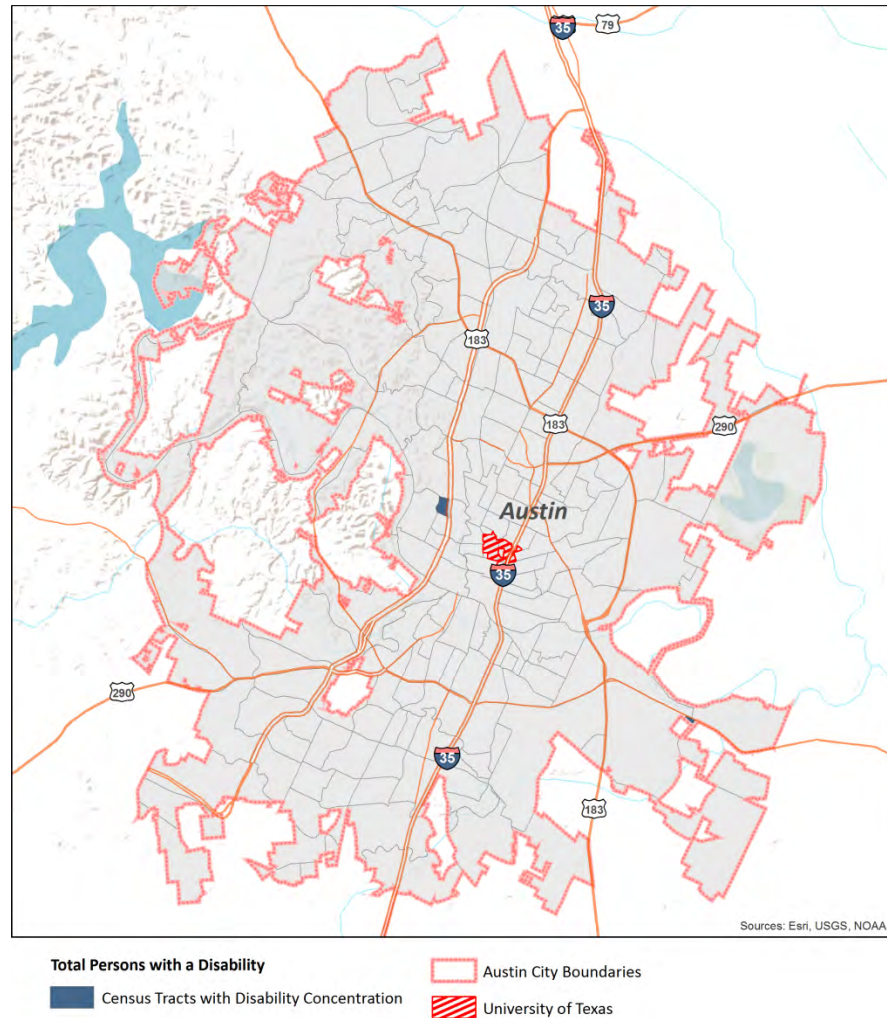 35
79
35
183
183
290
Austin
35
290
35
183
Sources: Esri, USGS, NOAA
Total Persons with a Disability
Census Tracts with Disability Concentration
Austin City Boundaries
University of Texas